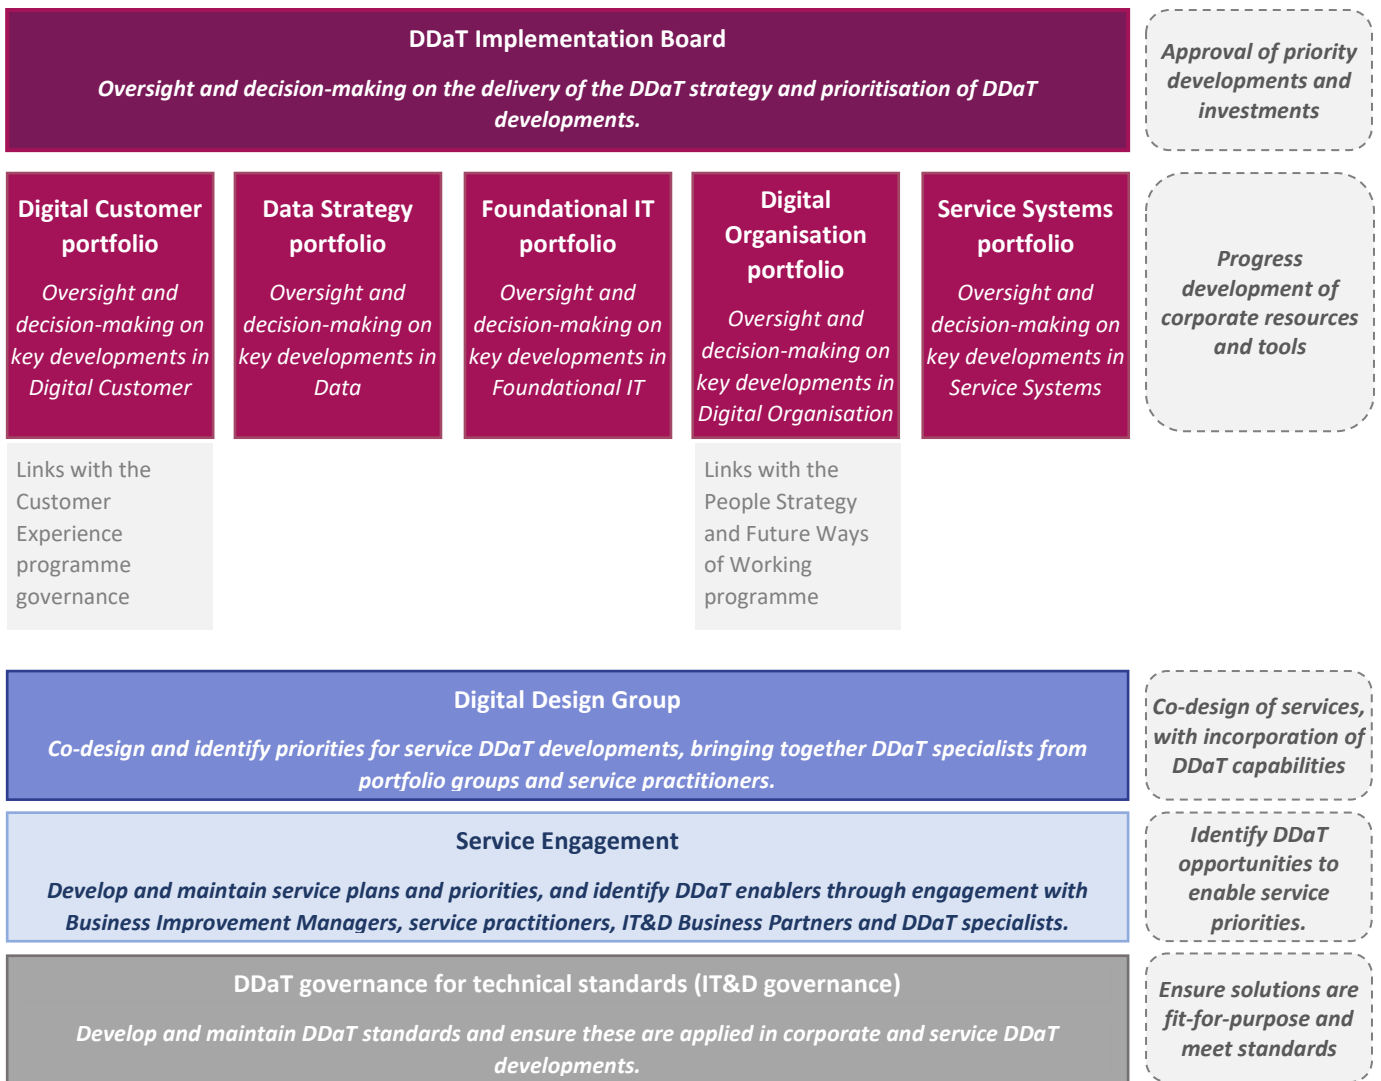 DDaT Implementation Board
Oversight and decision-making on the delivery of the DDaT strategy and prioritisation of DDaT
developments.
Approval of priority
developments and
investments
Digital Customer
portfolio
Oversight and
decision-making on
key developments in
Digital Customer
Data Strategy
portfolio
Oversight and
decision-making on
key developments in
Data
Foundational IT
portfolio
Oversight and
decision-making on
key developments in
Foundational IT
Digital
Organisation
portfolio
Oversight and
decision-making on
key developments in
Digital Organisation
Service Systems
portfolio
Oversight and
decision-making on
key developments in
Service Systems
Progress
development of
corporate resources
and tools
Links with the
Customer
Experience
programme
governance
Links with the
People Strategy
and Future Ways
of Working
programme
Digital Design Group
Co-design and identify priorities for service DDaT developments, bringing together DDaT specialists from
portfolio groups and service practitioners.
Co-design of services,
with incorporation of
DDaT capabilities
Service Engagement
Develop and maintain service plans and priorities, and identify DDaT enablers through engagement with
Business Improvement Managers, service practitioners, IT&D Business Partners and DDaT specialists.
Identify DDaT
opportunities to
enable service
priorities.
DDaT governance for technical standards (IT&D governance)
Develop and maintain DDaT standards and ensure these are applied in corporate and service DDaT
developments.
Ensure solutions are
fit-for-purpose and
meet standards